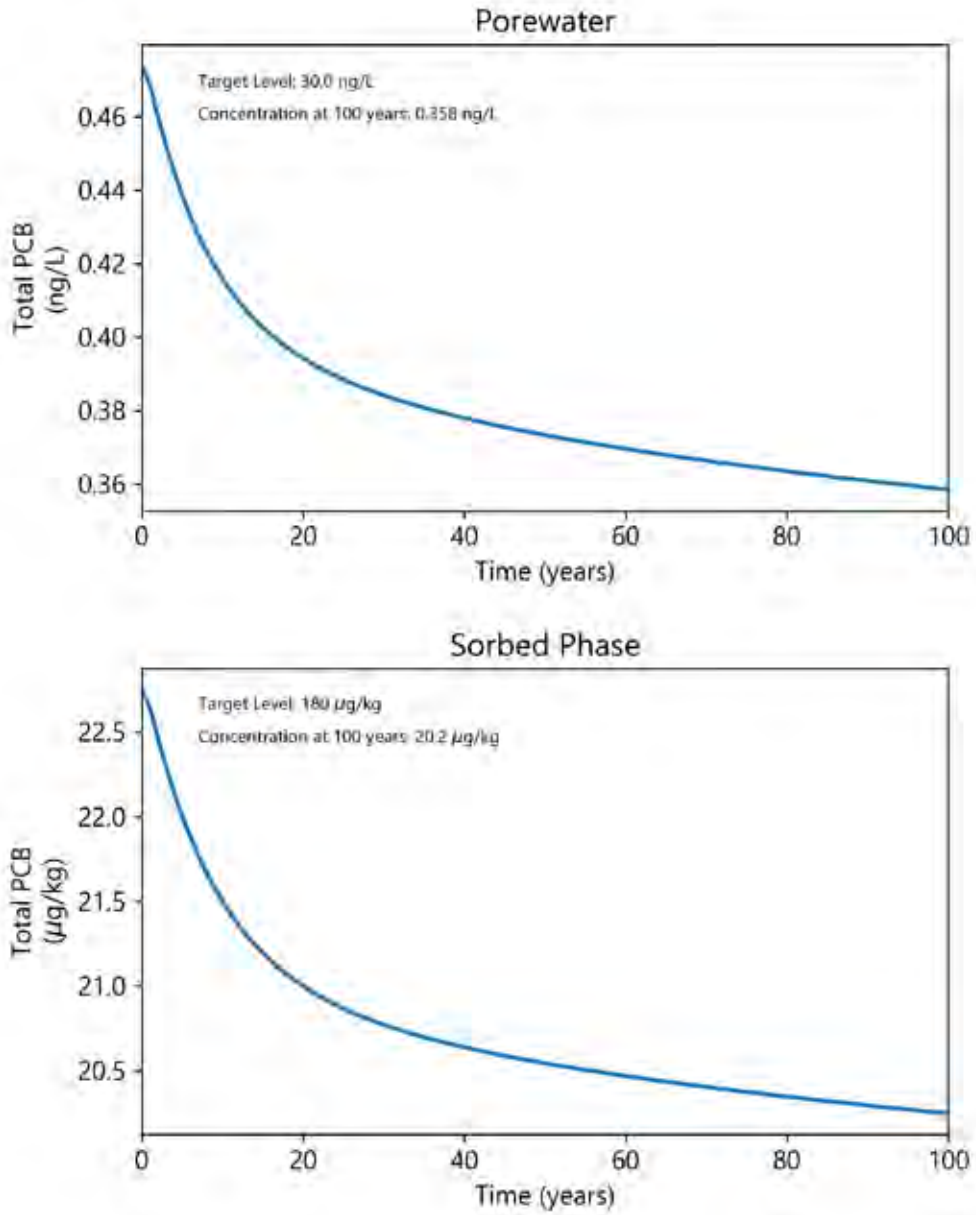 Porewater
Target Level: 30.0 ng/L
Concentration at 100 years: 0.358 ng/L
0.46
0.44
0.42
0.40
0.38
0.36
Total PCB
(ng/L)
0 20 40 60 80 100
Time (years)
Sorbed Phase
Target Level: 180 µg/kg
Concentration at 100 years: 20.2 µg/kg
22.5
22.0
21.5
21.0
20.5
Total PCB
(µg/kg)
0 20 40 60 80 100
Time (years)